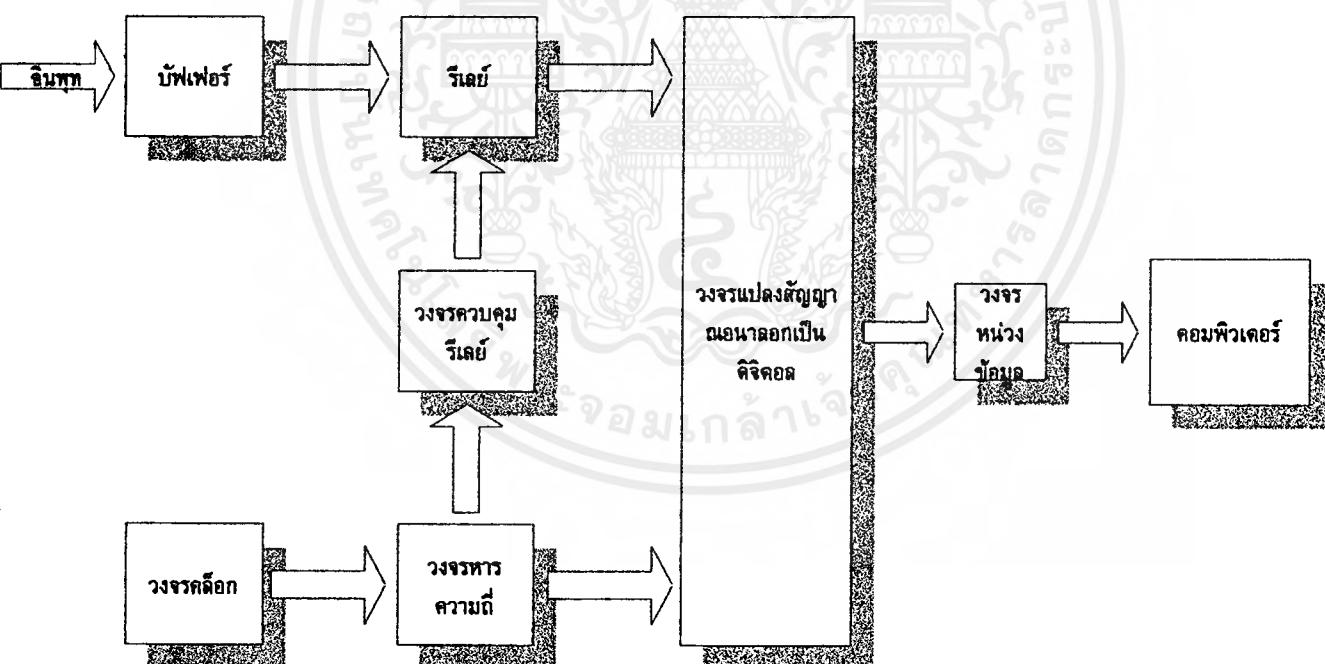 อินพุท
บัฟเฟอร์
รีเลย์
วงจรควบคุม
รีเลย์
วงจรแปลงสัญญา
ณอนาลอกเป็น
ดิจิตอล
วงจร
หน่วง
ข้อมูล
คอมพิวเตอร์
วงจรคล็อก
วงจรหาร
ความถี่